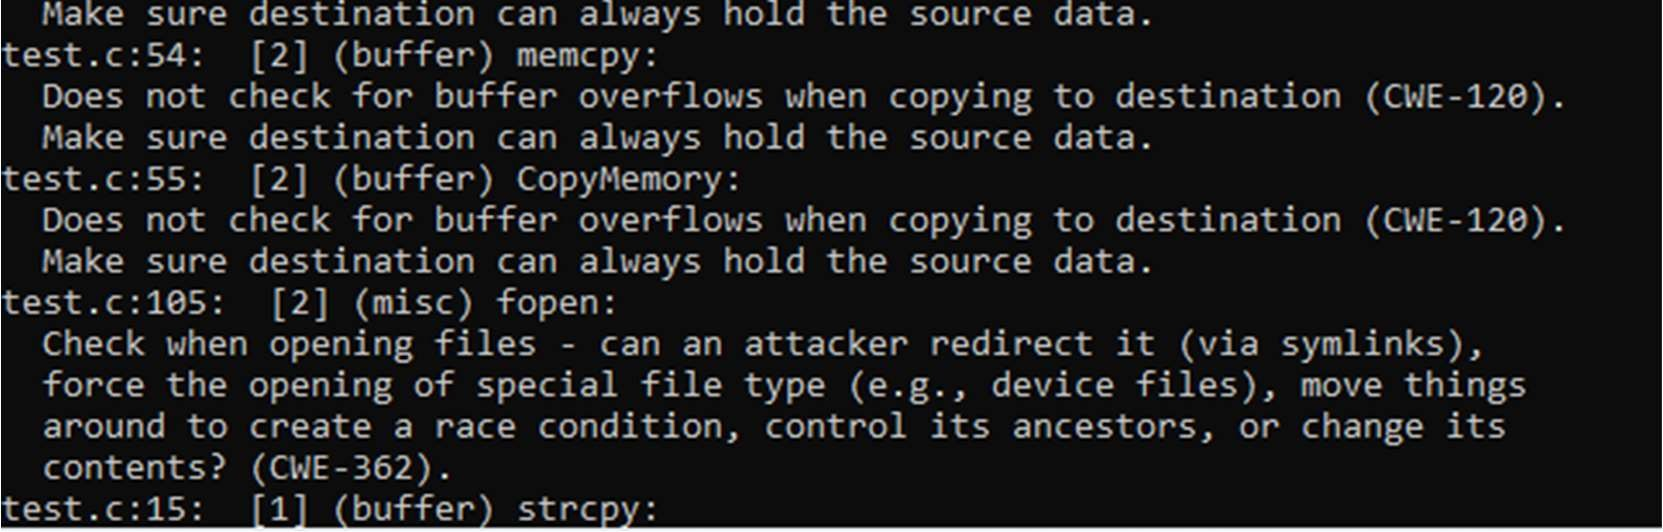 Make sure destination can always hold the source data.
test.c:54:  [2] (buffer) memcpy:
Does not check for buffer overflows when copying to destination (CWE-120).
Make sure destination can always hold the source data.
test.c:55:  [2] (buffer) CopyMemory:
Does not check for buffer overflows when copying to destination (CWE-120).
Make sure destination can always hold the source data.
test.c:105:  [2] (misc) fopen:
Check when opening files - can an attacker redirect it (via symlinks),
force the opening of special file type (e.g., device files), move things
around to create a race condition, control its ancestors, or change its
contents? (CWE-362).
test.c:15:  [1] (buffer) strcpy: